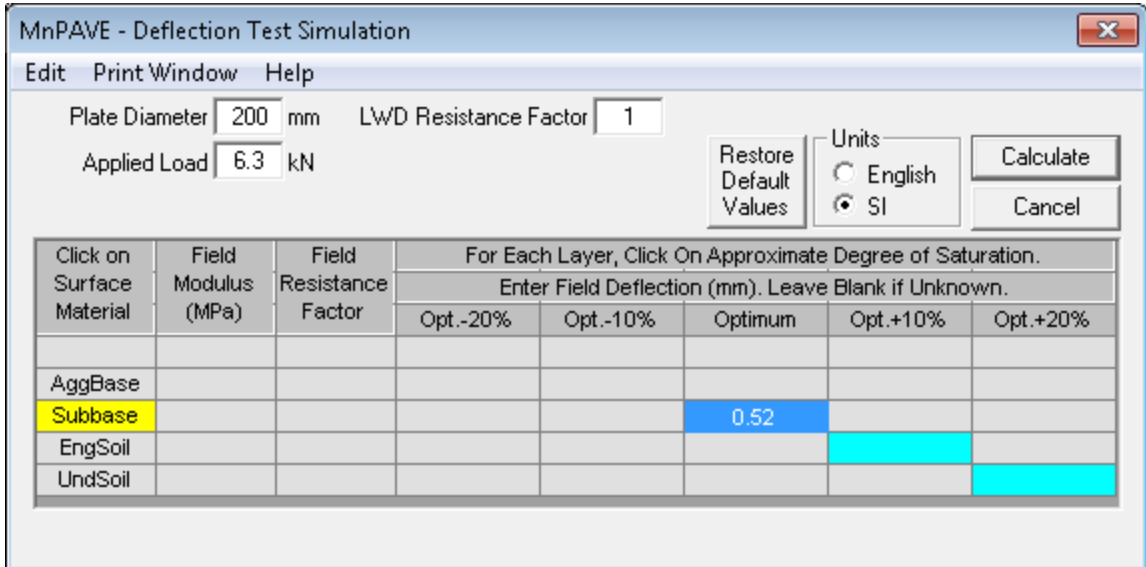 MnPAVE - Deflection Test Simulation
Edit Print Window Help
Plate Diameter 200 mm LWD Resistance Factor 1
Applied Load 6.3 kN
Restore
Default
Values
Units
English
SI
Calculate
Cancel
Click on
Surface
Material
Field
Modulus
(MPa)
Field
Resistance
Factor
For Each Layer, Click On Approximate Degree of Saturation.
Enter Field Deflection (mm). Leave Blank if Unknown.
Opt.-20% Opt.-10% Optimum Opt.+10% Opt.+20%
AggBase
Subbase 0.52
EngSoil
UndSoil